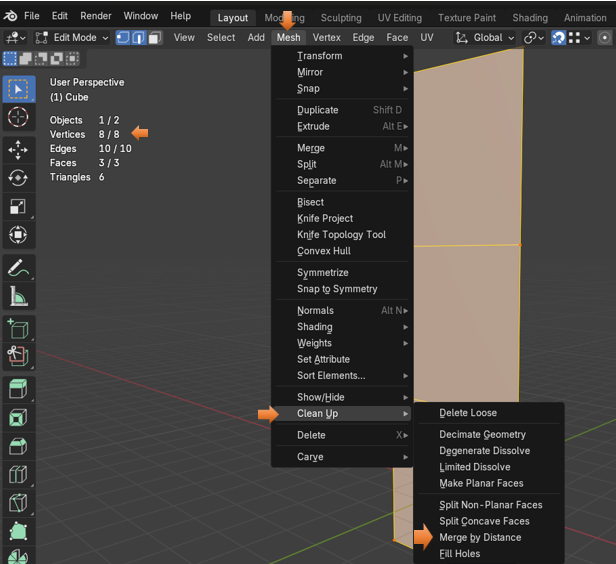 File Edit Render Window Help Layout Modeling Sculpting UV Editing Texture Paint Shading Animation
Edit Mode View Select Add Mesh Vertex Edge Face UV Global
User Perspective
(1) Cube
Objects 1 / 2
Vertices 8 / 8
Edges 10 / 10
Faces 3 / 3
Triangles 6
Transform
Mirror
Snap
Duplicate Shift D
Extrude Alt E
Merge M
Split Alt M
Separate P
Bisect
Knife Project
Knife Topology Tool
Convex Hull
Symmetrize
Snap to Symmetry
Normals Alt N
Shading
Weights
Set Attribute
Sort Elements...
Show/Hide
Clean Up
Delete X
Carve
Delete Loose
Decimate Geometry
Degenerate Dissolve
Limited Dissolve
Make Planar Faces
Split Non-Planar Faces
Split Concave Faces
Merge by Distance
Fill Holes